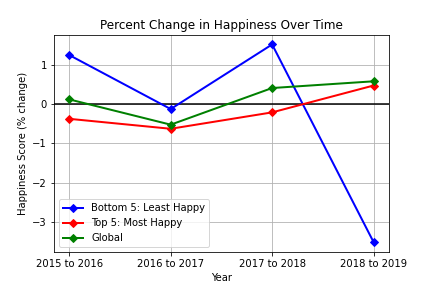 Percent Change in Happiness Over Time
Happiness Score (% change)
1
0
−1
−2
−3
Bottom 5: Least Happy
Top 5: Most Happy
Global
2015 to 2016 2016 to 2017 2017 to 2018 2018 to 2019
Year